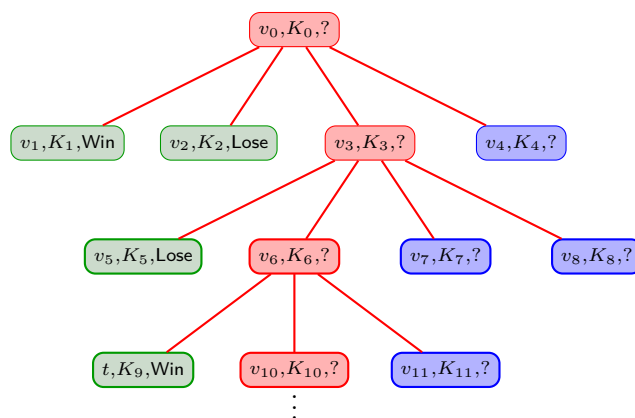 v₀,K₀,?
v₁,K₁,Win
v₂,K₂,Lose
v₃,K₃,?
v₄,K₄,?
v₅,K₅,Lose
v₆,K₆,?
v₇,K₇,?
v₈,K₈,?
t,K₉,Win
v₁₀,K₁₀,?
v₁₁,K₁₁,?
⋮